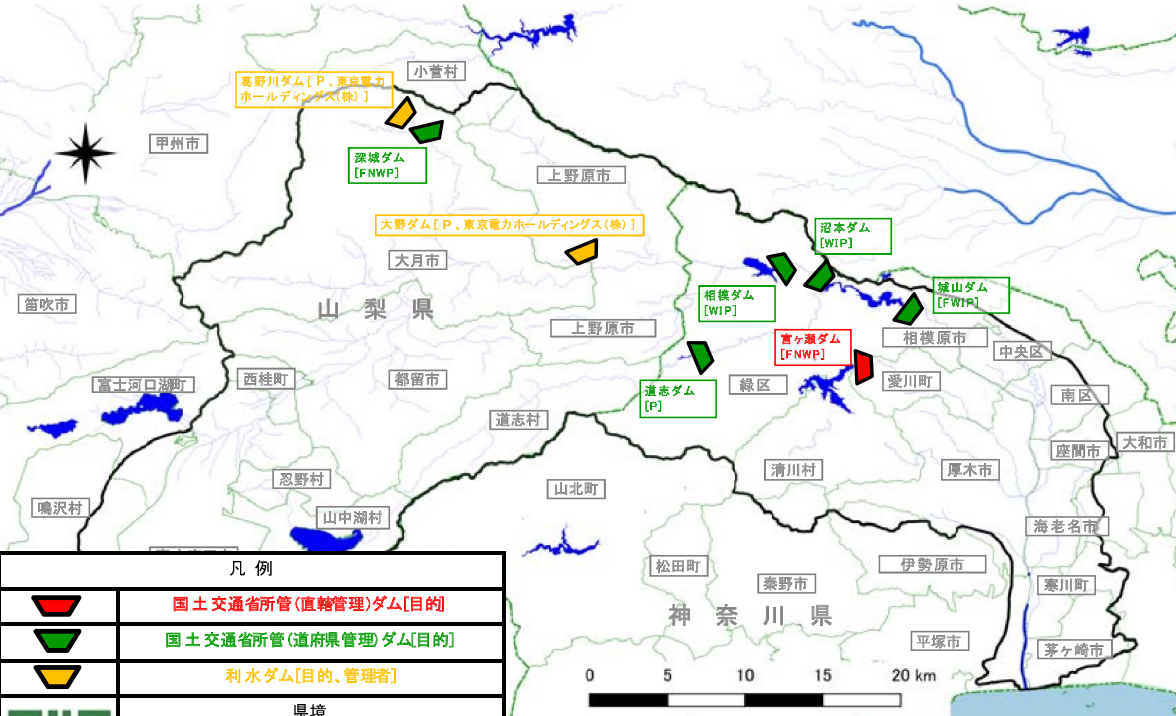 小菅村
葛野川ダム[P、東京電力
ホールディングス(株)]
甲州市
深城ダム
[FNWP]
上野原市
大野ダム[P、東京電力ホールディングス(株)]
沼本ダム
[WIP]
大月市
笛吹市
山梨県
相模ダム
[WIP]
城山ダム
[FWIP]
上野原市
宮ヶ瀬ダム
[FNWP]
相模原市
中央区
富士河口湖町
西桂町
都留市
道志ダム
[P]
緑区
愛川町
南区
道志村
座間市
大和市
忍野村
清川村
厚木市
鳴沢村
山中湖村
山北町
海老名市
松田町
秦野市
伊勢原市
寒川町
神奈川県
平塚市
茅ヶ崎市
凡例
国土交通省所管(直轄管理)ダム[目的]
国土交通省所管(道府県管理)ダム[目的]
利水ダム[目的、管理者]
県境
0 5 10 15 20 km